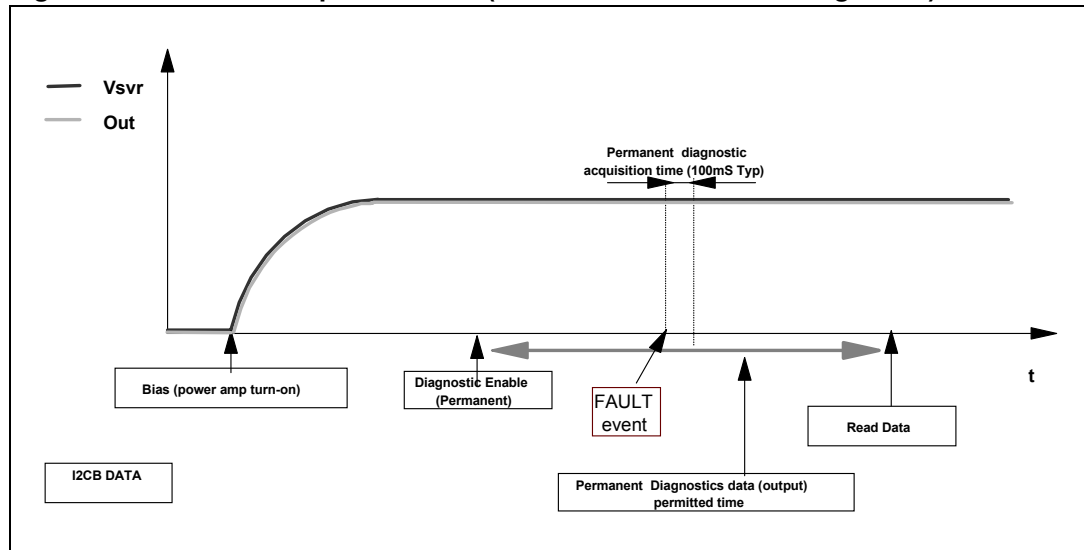 Vsvr
Out
Permanent diagnostic
acquisition time (100mS Typ)
t
Bias (power amp turn-on)
Diagnostic Enable
(Permanent)
FAULT
event
Read Data
I2CB DATA
Permanent Diagnostics data (output)
permitted time